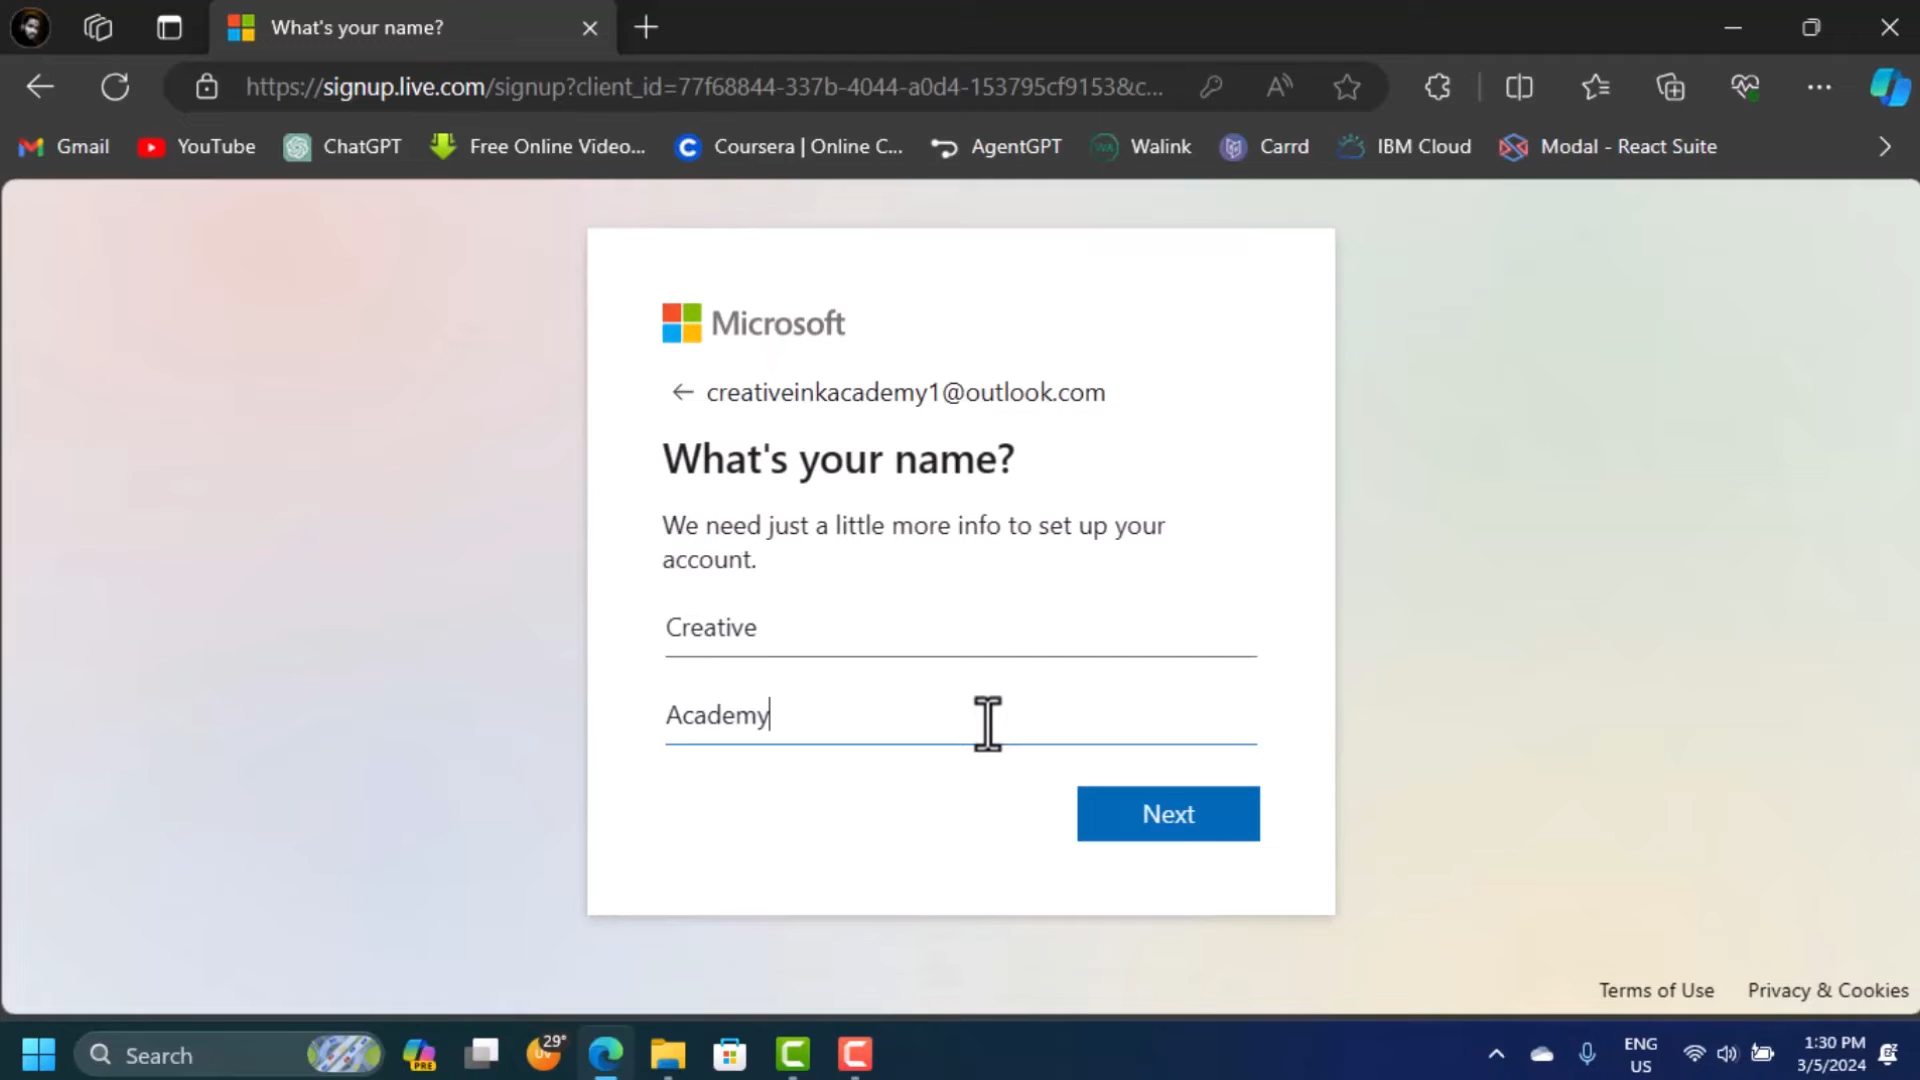 What's your name?
https://signup.live.com/signup?client_id=77f68844-337b-4044-a0d4-153795cf9153&c...
Gmail YouTube ChatGPT Free Online Video... Coursera | Online C... AgentGPT Walink Carrd IBM Cloud Modal - React Suite
Microsoft
creativeinkacademy1@outlook.com
What's your name?
We need just a little more info to set up your
account.
Creative
Academy
Next
Terms of Use Privacy & Cookies
Search
PRE
29°
UV
ENG
US
1:30 PM
3/5/2024